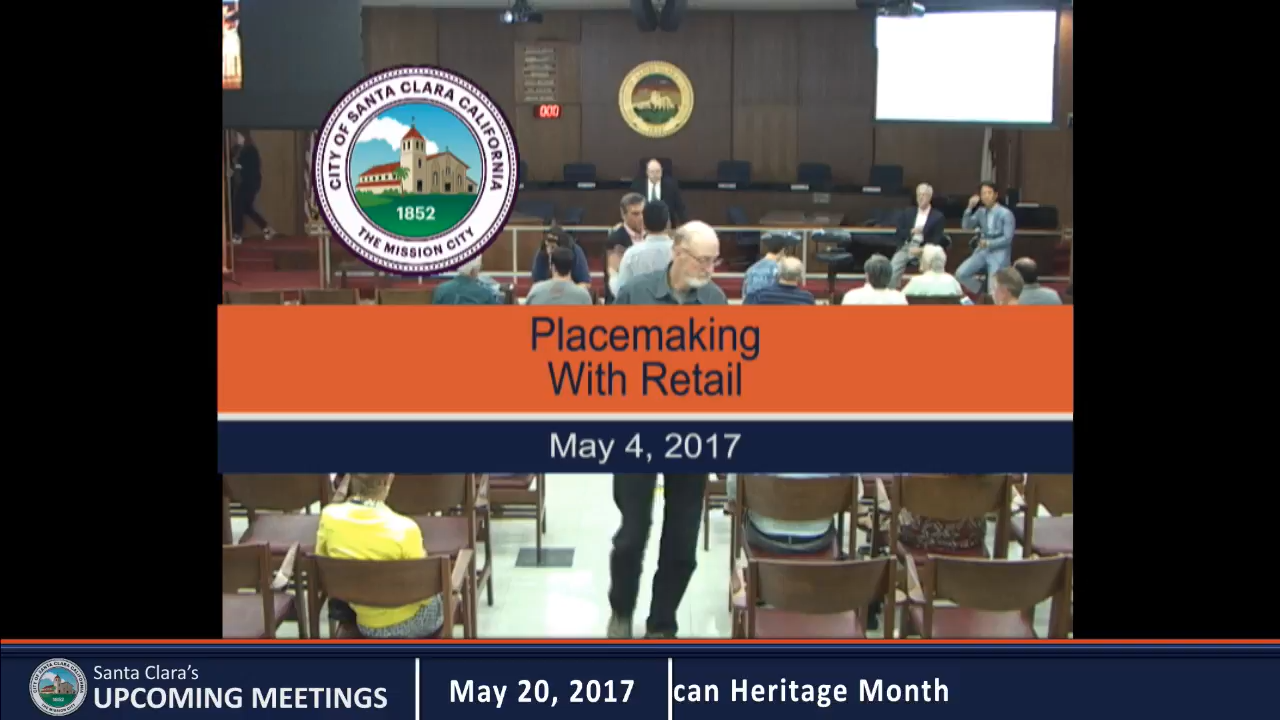 CITY OF SANTA CLARA CALIFORNIA
1852
THE MISSION CITY
000
Placemaking
With Retail
May 4, 2017
Santa Clara's
UPCOMING MEETINGS
May 20, 2017
can Heritage Month